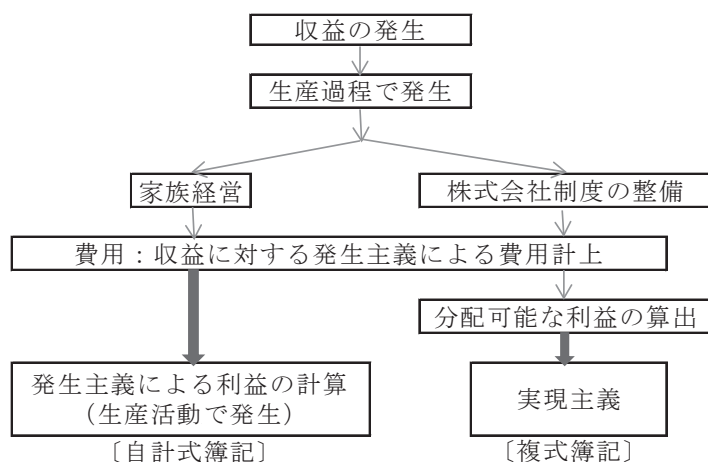 収益の発生
生産過程で発生
家族経営
株式会社制度の整備
費用：収益に対する発生主義による費用計上
分配可能な利益の算出
発生主義による利益の計算
（生産活動で発生）
実現主義
〔自計式簿記〕
〔複式簿記〕